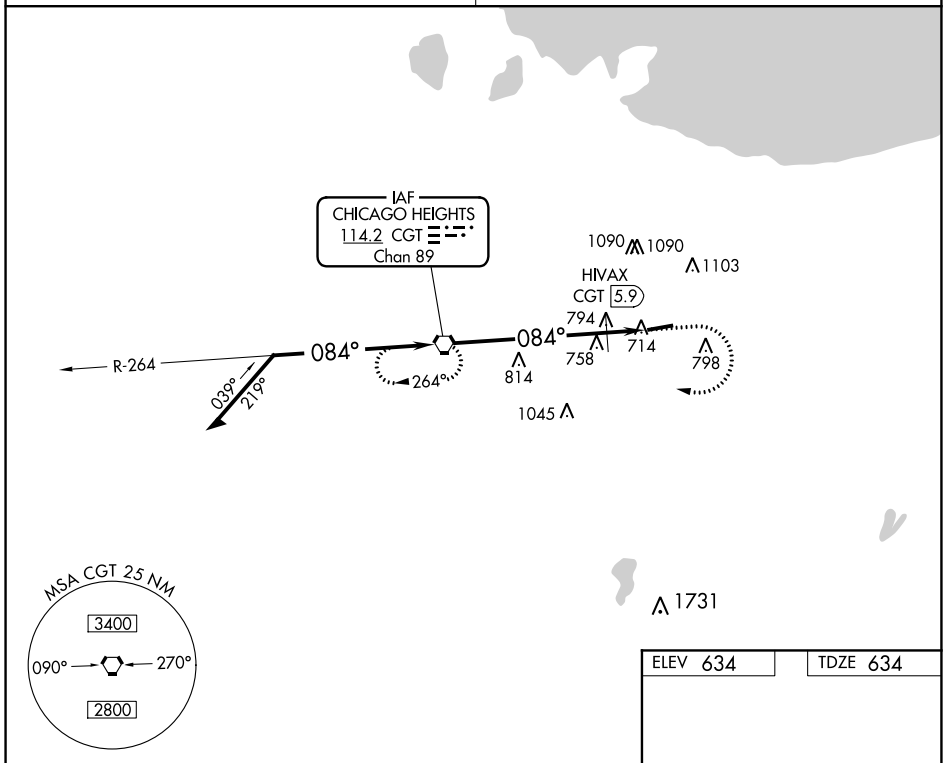 IAF
CHICAGO HEIGHTS
114.2 CGT
Chan 89
1090 1090
1103
HIVAX
CGT 5.9
794
R-264
084°
084°
758
714
798
264°
814
039°
219°
1045
MSA CGT 25 NM
3400
090°
270°
2800
1731
ELEV 634
TDZE 634